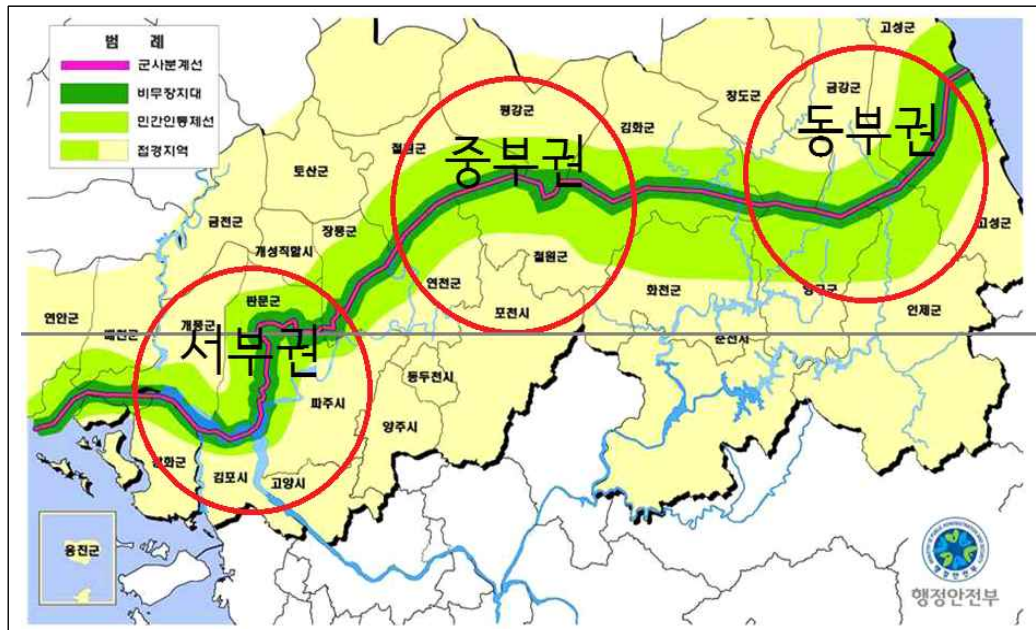 범 례
군사분계선
비무장지대
민간인통제선
접경지역
고성군
금강군
창도군
평강군
김화군
동부권
철원군
중부권
토산군
장풍군
금천군
개성직할시
고성군
철원군
연천군
판문군
화천군
양구군
인제군
연안군
배천군
개풍군
포천시
춘천시
서부권
동두천시
파주시
양주시
강화군
김포시
고양시
옹진군
행정안전부
행정안전부